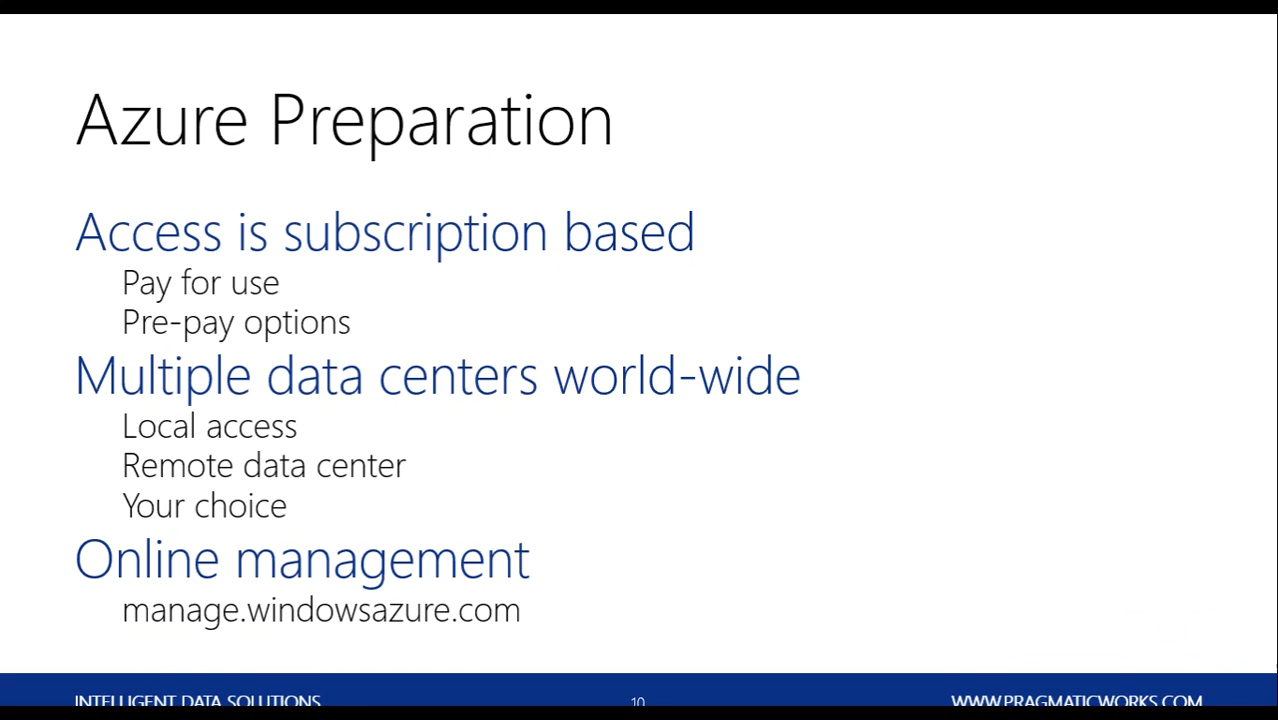 Azure Preparation
Access is subscription based
Pay for use
Pre-pay options
Multiple data centers world-wide
Local access
Remote data center
Your choice
Online management
manage.windowsazure.com
INTELLIGENT DATA SOLUTIONS
10
WWW.PRAGMATICWORKS.COM